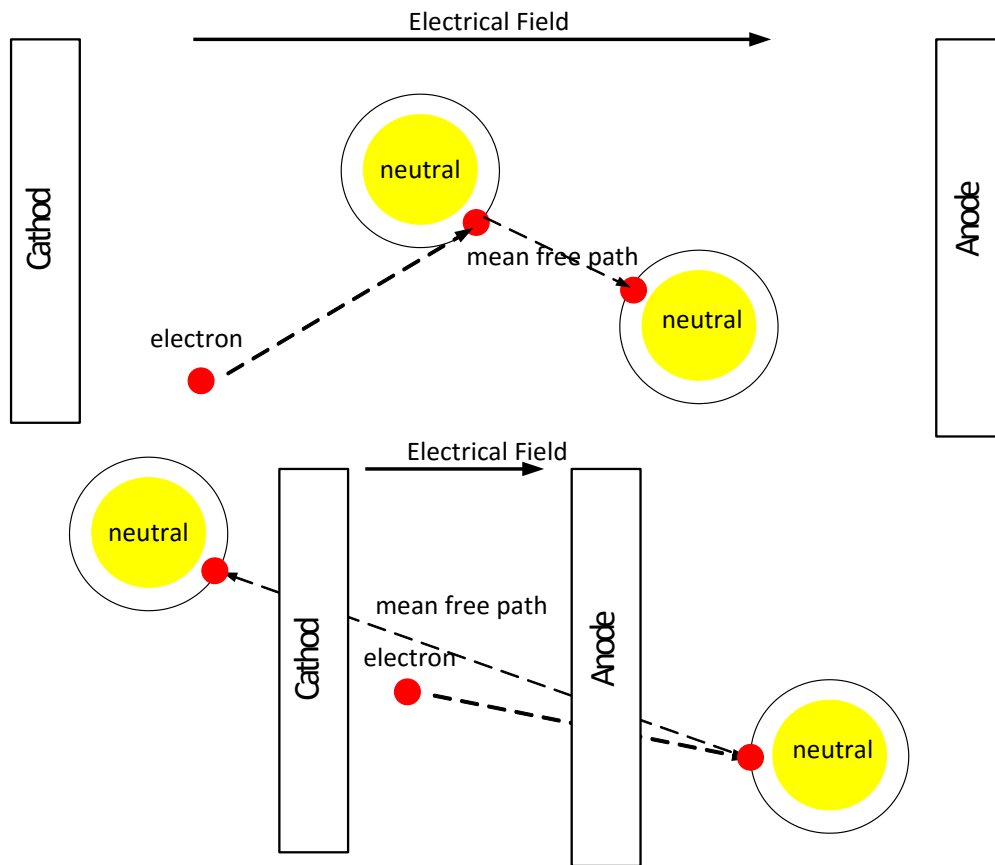 Electrical Field
neutral
Cathod
Anode
mean free path
neutral
electron
Electrical Field
neutral
mean free path
Cathod
electron
Anode
neutral